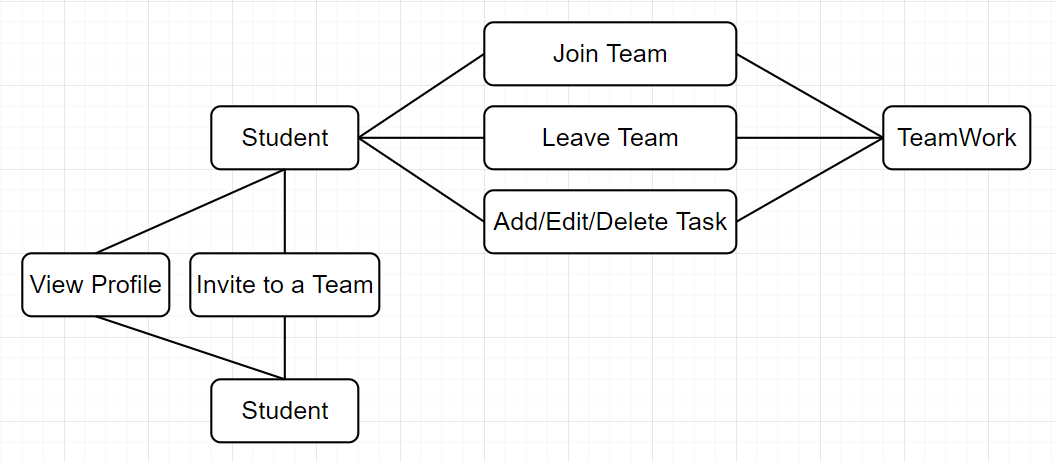 Join Team
Student
Leave Team
TeamWork
Add/Edit/Delete Task
View Profile
Invite to a Team
Student